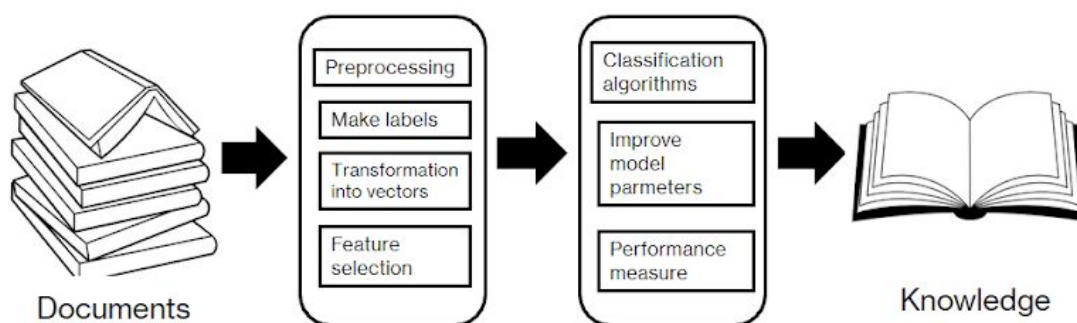 Documents
Preprocessing
Make labels
Transformation
into vectors
Feature
selection
Classification
algorithms
Improve
model
parmeters
Performance
measure
Knowledge